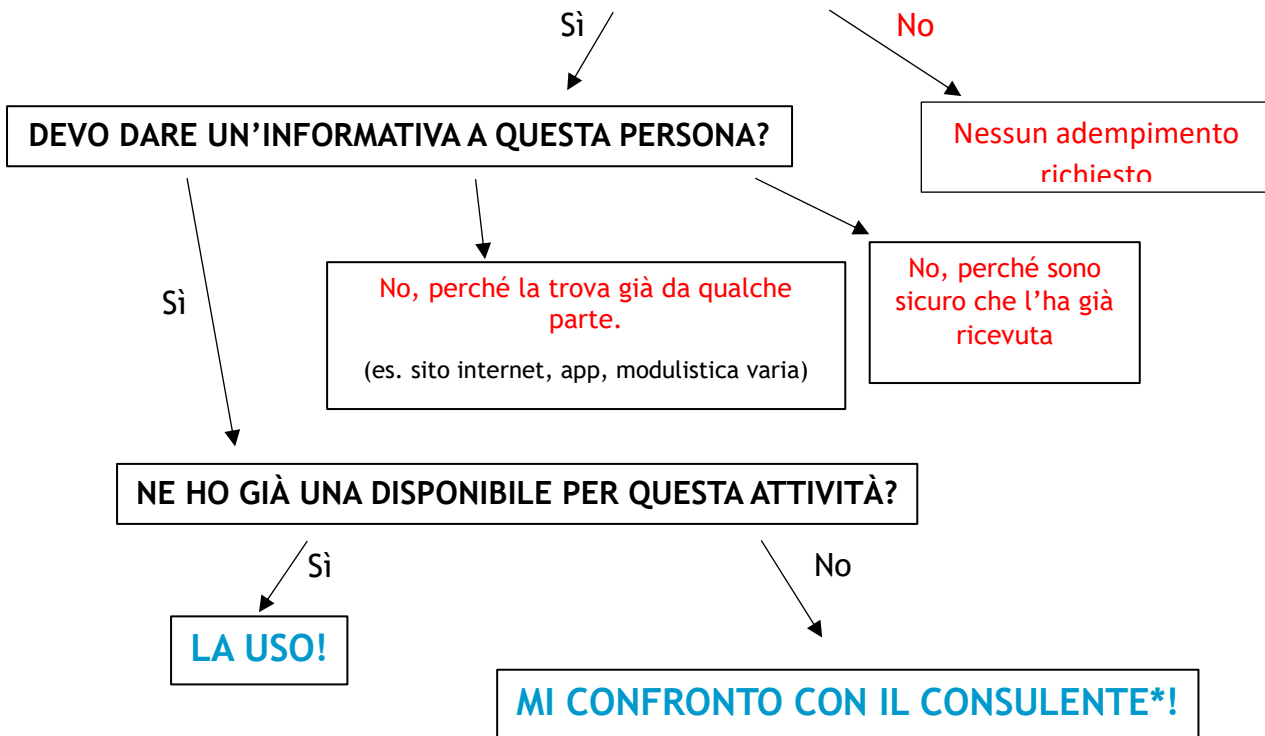 Sì
No
DEVO DARE UN’INFORMATIVA A QUESTA PERSONA?
Nessun adempimento
richiesto
Sì
No, perché la trova già da qualche
parte.
(es. sito internet, app, modulistica varia)
No, perché sono
sicuro che l’ha già
ricevuta
NE HO GIÀ UNA DISPONIBILE PER QUESTA ATTIVITÀ?
Sì
No
LA USO!
MI CONFRONTO CON IL CONSULENTE*!